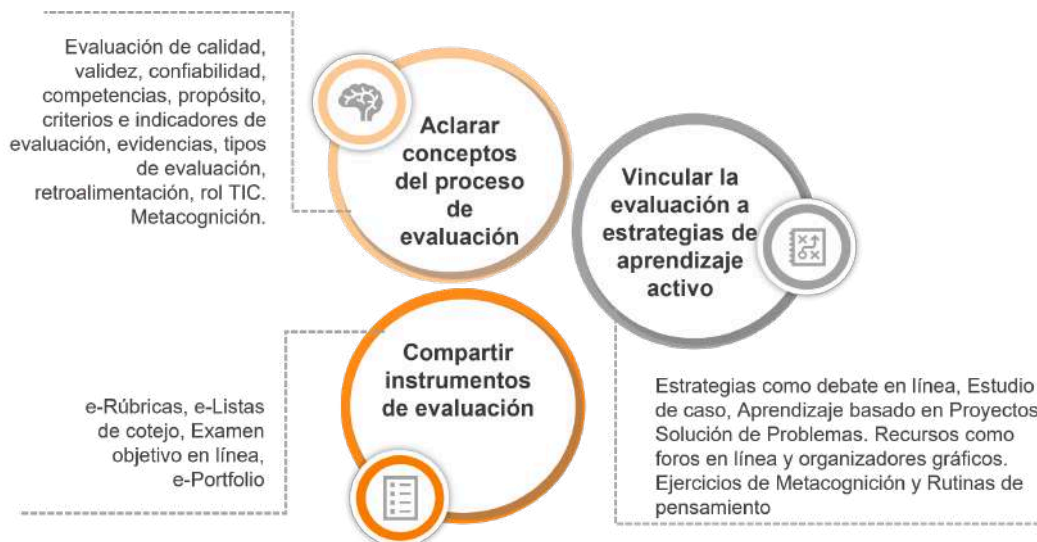 Evaluación de calidad,
validez, confiabilidad,
competencias, propósito,
criterios e indicadores de
evaluación, evidencias, tipos
de evaluación,
retroalimentación, rol TIC.
Metacognición.
Aclarar
conceptos
del proceso
de
evaluación
Vincular la
evaluación a
estrategias de
aprendizaje
activo
Compartir
instrumentos
de evaluación
e-Rúbricas, e-Listas
de cotejo, Examen
objetivo en línea,
e-Portfolio
Estrategias como debate en línea, Estudio
de caso, Aprendizaje basado en Proyectos
Solución de Problemas. Recursos como
foros en línea y organizadores gráficos.
Ejercicios de Metacognición y Rutinas de
pensamiento